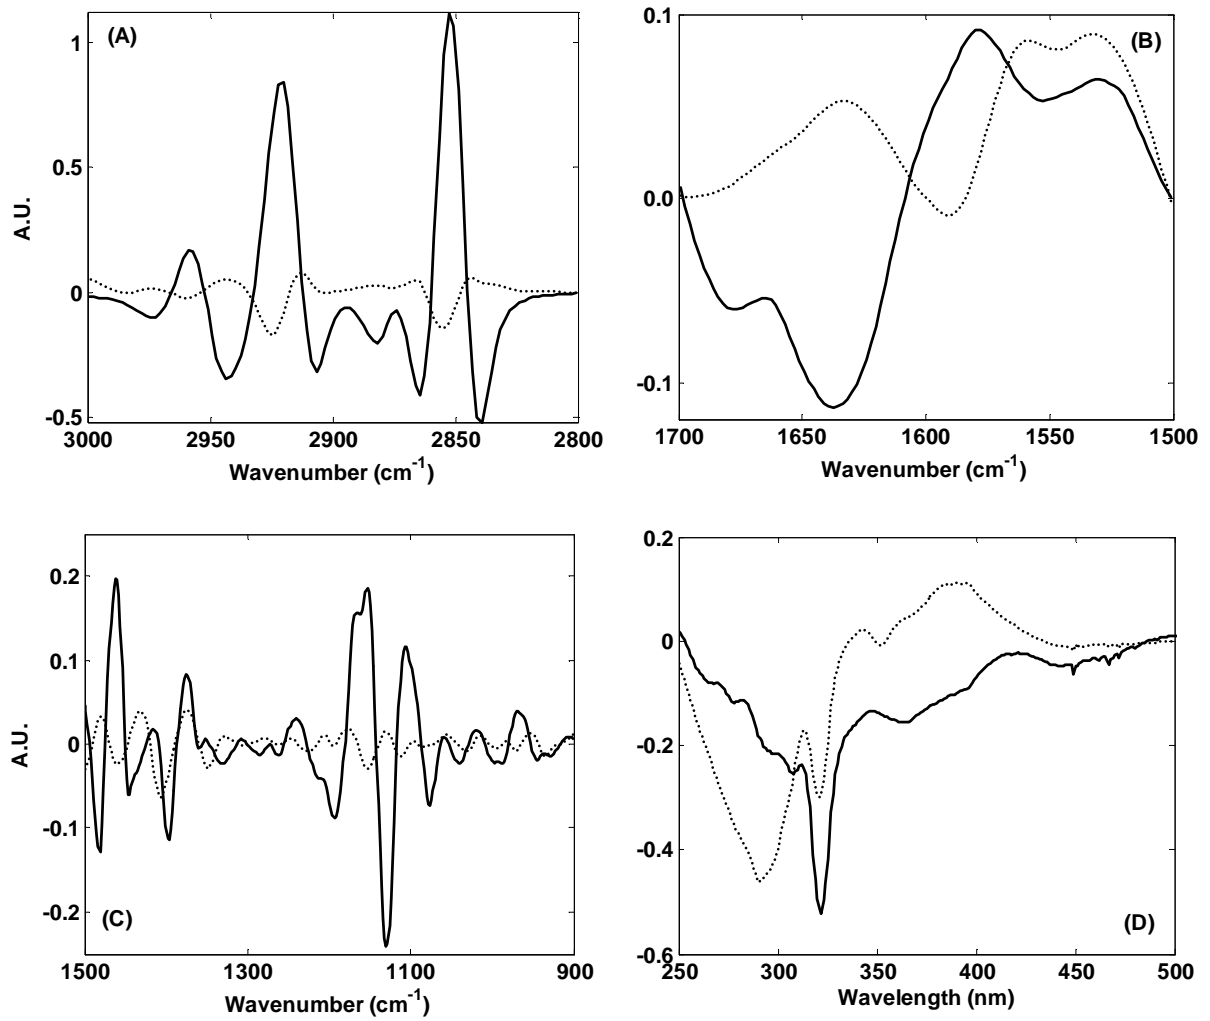 (A)
A.U.
1
0.5
0
-0.5
3000 2950 2900 2850 2800
Wavenumber (cm-1)
(B)
0.1
0.0
-0.1
1700 1650 1600 1550 1500
Wavenumber (cm-1)
(C)
A.U.
0.2
0.1
0
-0.1
-0.2
1500 1300 1100 900
Wavenumber (cm-1)
(D)
0.2
0
-0.2
-0.4
-0.6
250 300 350 400 450 500
Wavelength (nm)